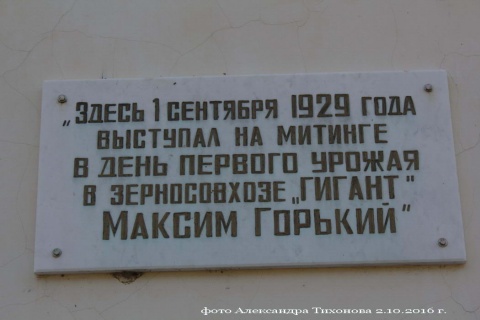 „Здесь 1 сентября 1929 года
выступал на митинге
в день первого урожая
в зерносовхозе „Гигант"
Максим Горький"
фото Александра Тихонова 2.10.2016 г.